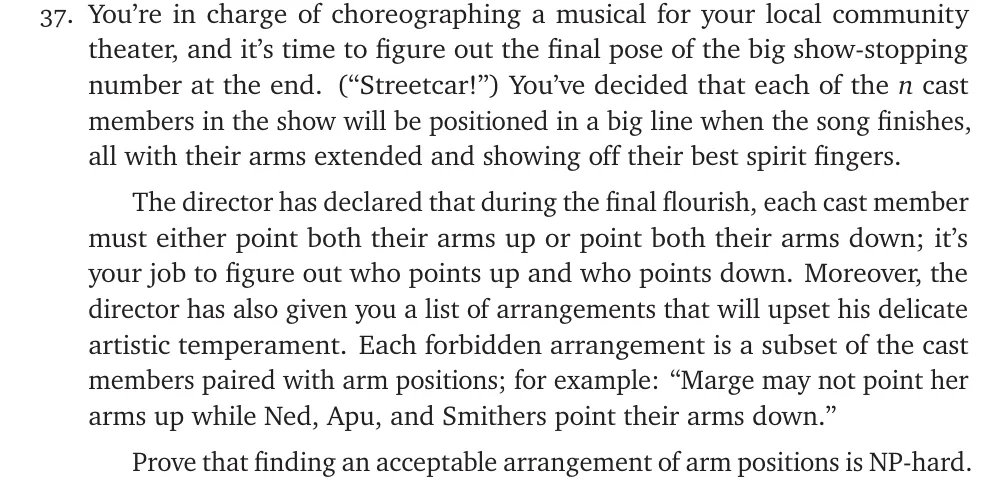 37. You’re in charge of choreographing a musical for your local community
theater, and it’s time to figure out the final pose of the big show-stopping
number at the end. (“Streetcar!”) You’ve decided that each of the n cast
members in the show will be positioned in a big line when the song finishes,
all with their arms extended and showing off their best spirit fingers.
The director has declared that during the final flourish, each cast member
must either point both their arms up or point both their arms down; it’s
your job to figure out who points up and who points down. Moreover, the
director has also given you a list of arrangements that will upset his delicate
artistic temperament. Each forbidden arrangement is a subset of the cast
members paired with arm positions; for example: “Marge may not point her
arms up while Ned, Apu, and Smithers point their arms down.”
Prove that finding an acceptable arrangement of arm positions is NP-hard.